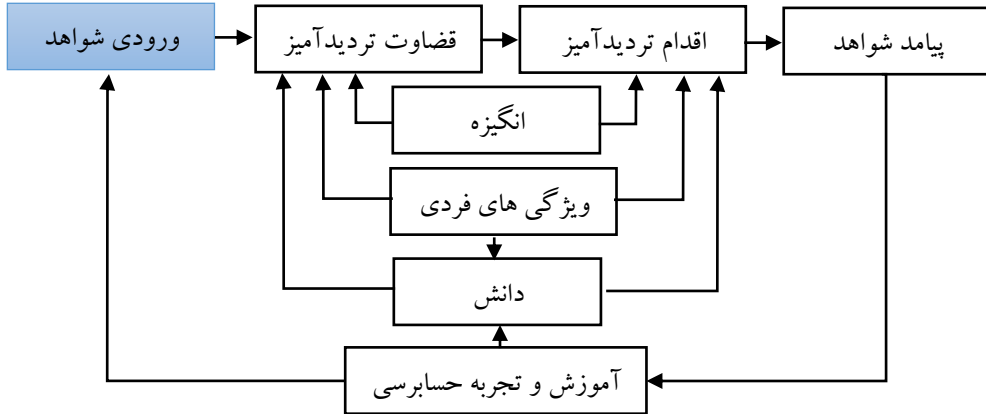 ورودی شواهد
قضاوت تردیدآمیز
اقدام تردیدآمیز
پیامد شواهد
انگیزه
ویژگی های فردی
دانش
آموزش و تجربه حسابرسی